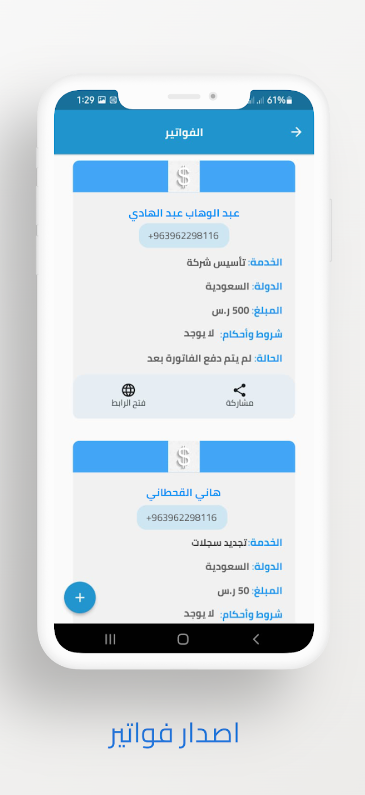 1:29 61%
الفواتير
عبد الوهاب عبد الهادي
+963962298116
الخدمة: تأسيس شركة
الدولة: السعودية
المبلغ: 500 ر.س
شروط وأحكام: لا يوجد
الحالة: لم يتم دفع الفاتورة بعد
مشاركة فتح الرابط
هاني القحطاني
+963962298116
الخدمة: تجديد سجلات
الدولة: السعودية
المبلغ: 50 ر.س
شروط وأحكام: لا يوجد
اصدار فواتير